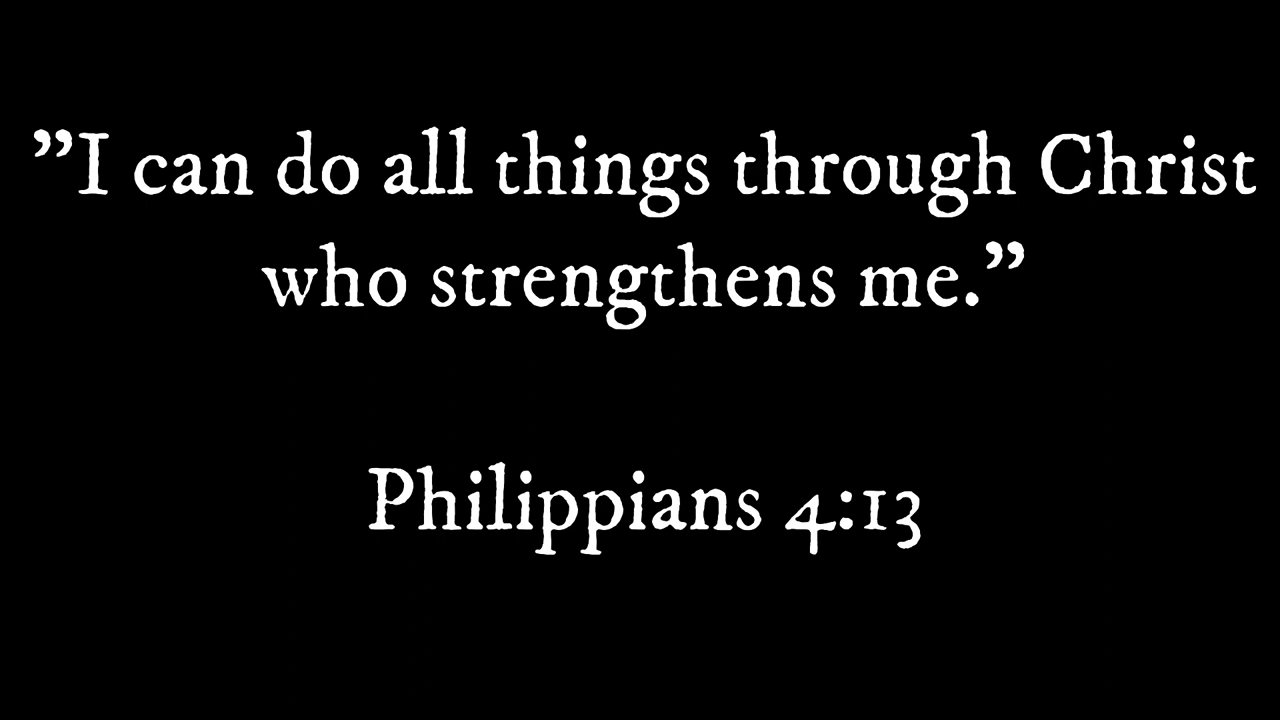 ”I can do all things through Christ
who strengthens me.”
Philippians 4:13